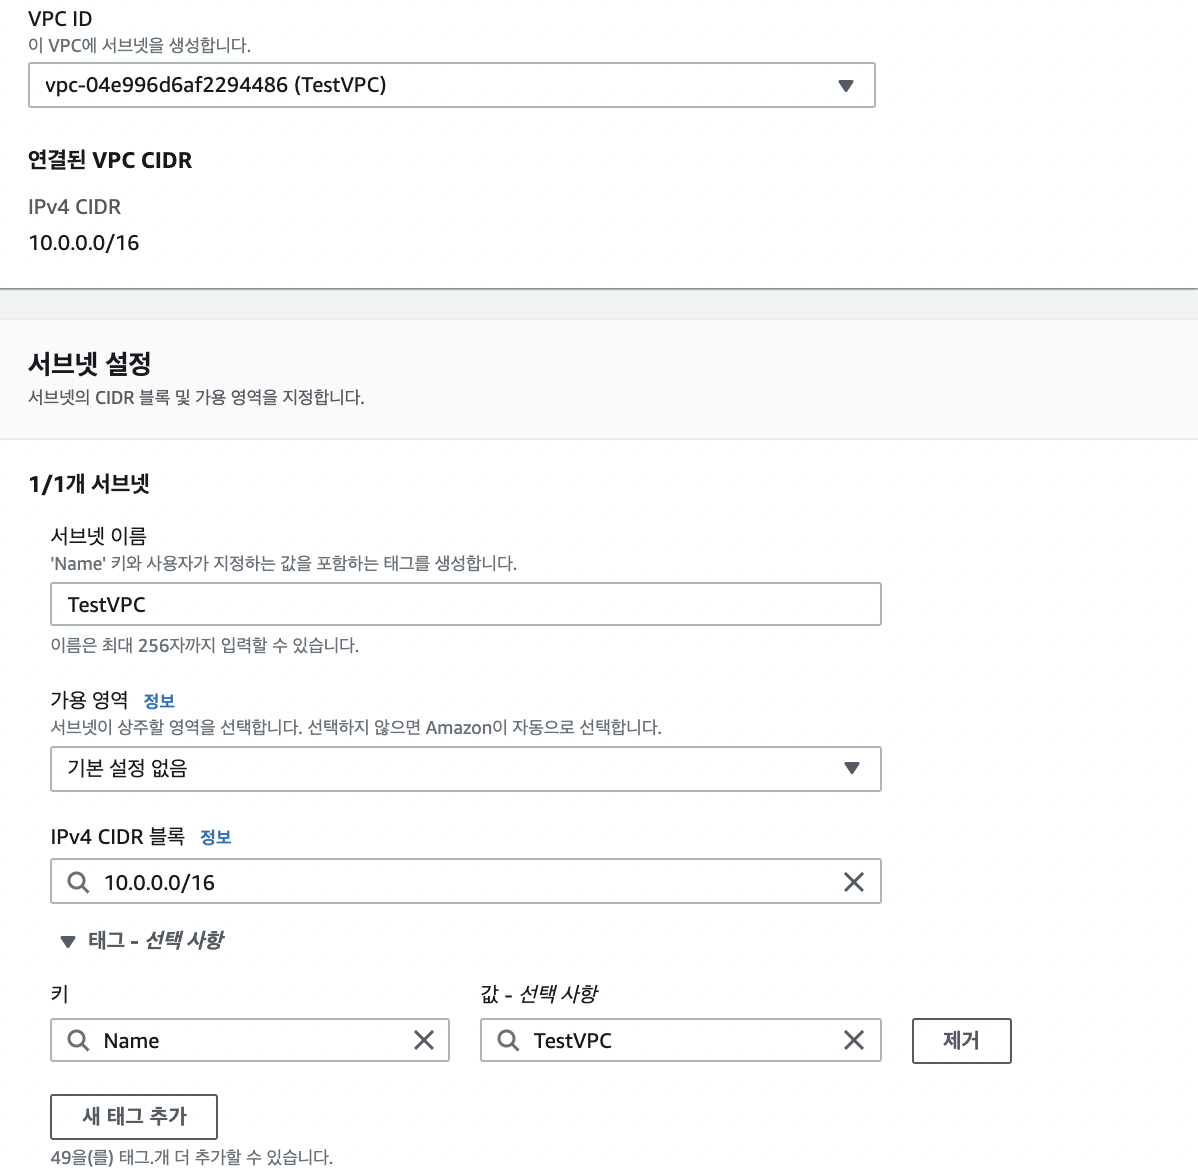 VPC ID
이 VPC에 서브넷을 생성합니다.
vpc-04e996d6af2294486 (TestVPC)
연결된 VPC CIDR
IPv4 CIDR
10.0.0.0/16
서브넷 설정
서브넷의 CIDR 블록 및 가용 영역을 지정합니다.
1/1개 서브넷
서브넷 이름
'Name' 키와 사용자가 지정하는 값을 포함하는 태그를 생성합니다.
TestVPC
이름은 최대 256자까지 입력할 수 있습니다.
가용 영역 정보
서브넷이 상주할 영역을 선택합니다. 선택하지 않으면 Amazon이 자동으로 선택합니다.
기본 설정 없음
IPv4 CIDR 블록 정보
10.0.0.0/16
태그 - 선택 사항
키 값 - 선택 사항
Name TestVPC 제거
새 태그 추가
49을(를) 태그.개 더 추가할 수 있습니다.